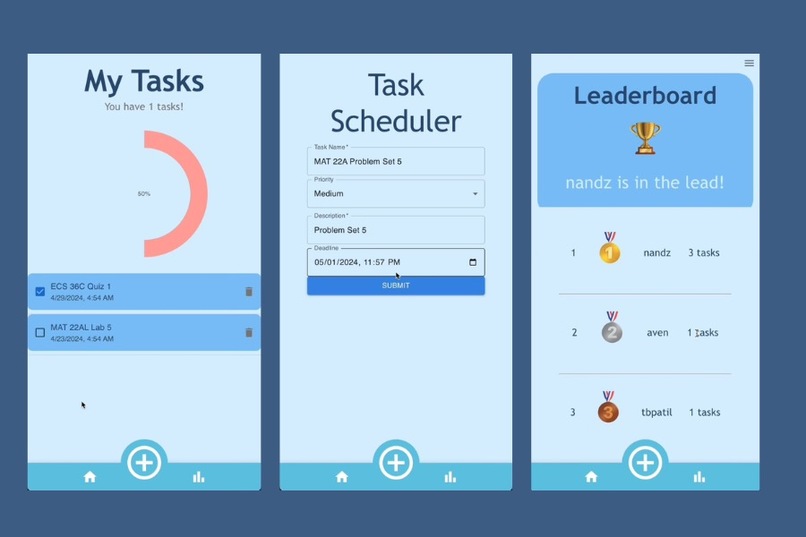 My Tasks
You have 1 tasks!
50%
ECS 36C Quiz 1
4/29/2024, 4:54 AM
MAT 22AL Lab 5
4/23/2024, 4:54 AM
Task
Scheduler
Task Name*
MAT 22A Problem Set 5
Priority
Medium
Description*
Problem Set 5
Deadline
05/01/2024, 11:57 PM
SUBMIT
Leaderboard
nandz is in the lead!
1 1 nandz 3 tasks
2 2 aven 1 tasks
3 3 tbpatil 1 tasks